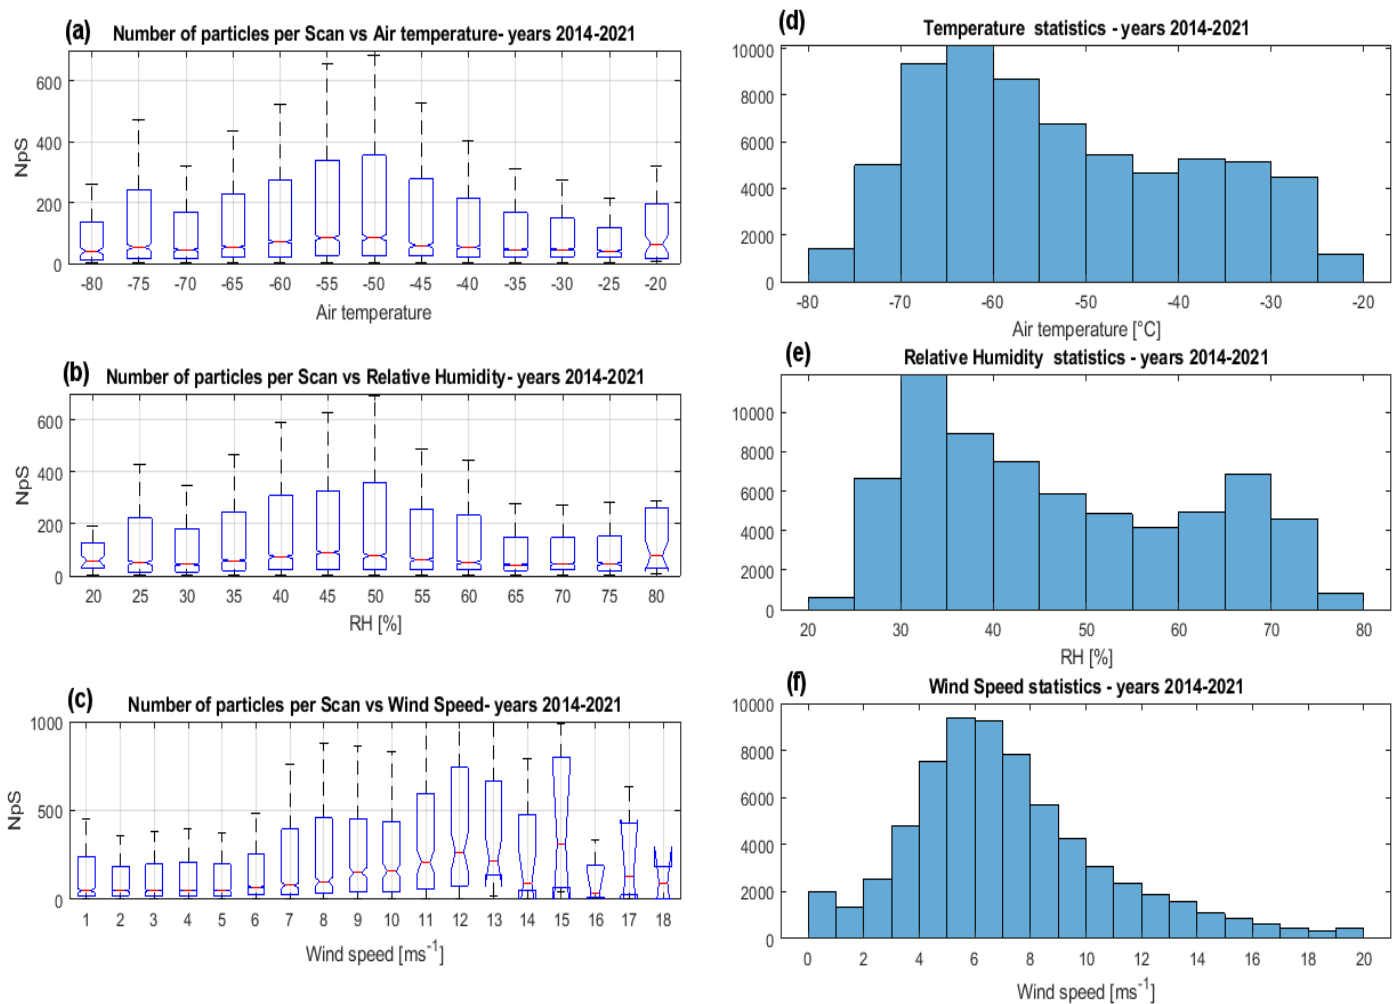 (a) Number of particles per Scan vs Air temperature- years 2014-2021
NpS
600
400
200
0
-80 -75 -70 -65 -60 -55 -50 -45 -40 -35 -30 -25 -20
Air temperature
(b) Number of particles per Scan vs Relative Humidity- years 2014-2021
NpS
600
400
200
0
20 25 30 35 40 45 50 55 60 65 70 75 80
RH [%]
(c) Number of particles per Scan vs Wind Speed- years 2014-2021
NpS
1000
500
0
1 2 3 4 5 6 7 8 9 10 11 12 13 14 15 16 17 18
Wind speed [ms⁻¹]
(d) Temperature statistics - years 2014-2021
10000
8000
6000
4000
2000
0
-80 -70 -60 -50 -40 -30 -20
Air temperature [°C]
(e) Relative Humidity statistics - years 2014-2021
10000
8000
6000
4000
2000
0
20 30 40 50 60 70 80
RH [%]
(f) Wind Speed statistics - years 2014-2021
10000
8000
6000
4000
2000
0
0 2 4 6 8 10 12 14 16 18 20
Wind speed [ms⁻¹]